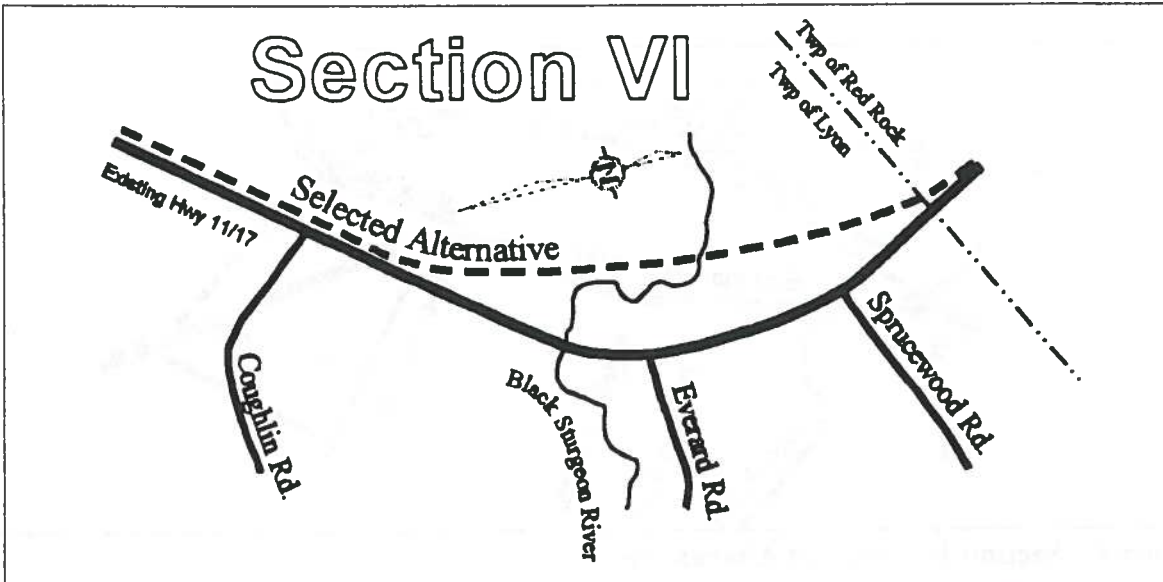 Section VI
Twp of Red Rock
Twp of Lyon
N
Existing Hwy 11/17
Selected Alternative
Coughlin Rd.
Black Sturgeon River
Everard Rd.
Sprucewood Rd.